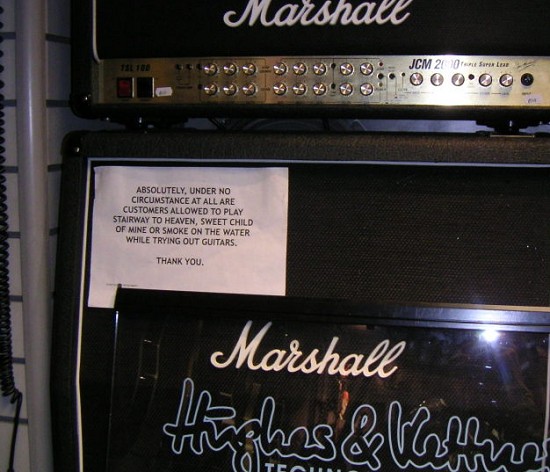 Marshall
TSL 100
JCM 2000 TRIPLE SUPER LEAD
ABSOLUTELY, UNDER NO
CIRCUMSTANCE AT ALL ARE
CUSTOMERS ALLOWED TO PLAY
STAIRWAY TO HEAVEN, SWEET CHILD
OF MINE OR SMOKE ON THE WATER
WHILE TRYING OUT GUITARS.
THANK YOU.
Marshall
Hughes & Kettne
TECHNO